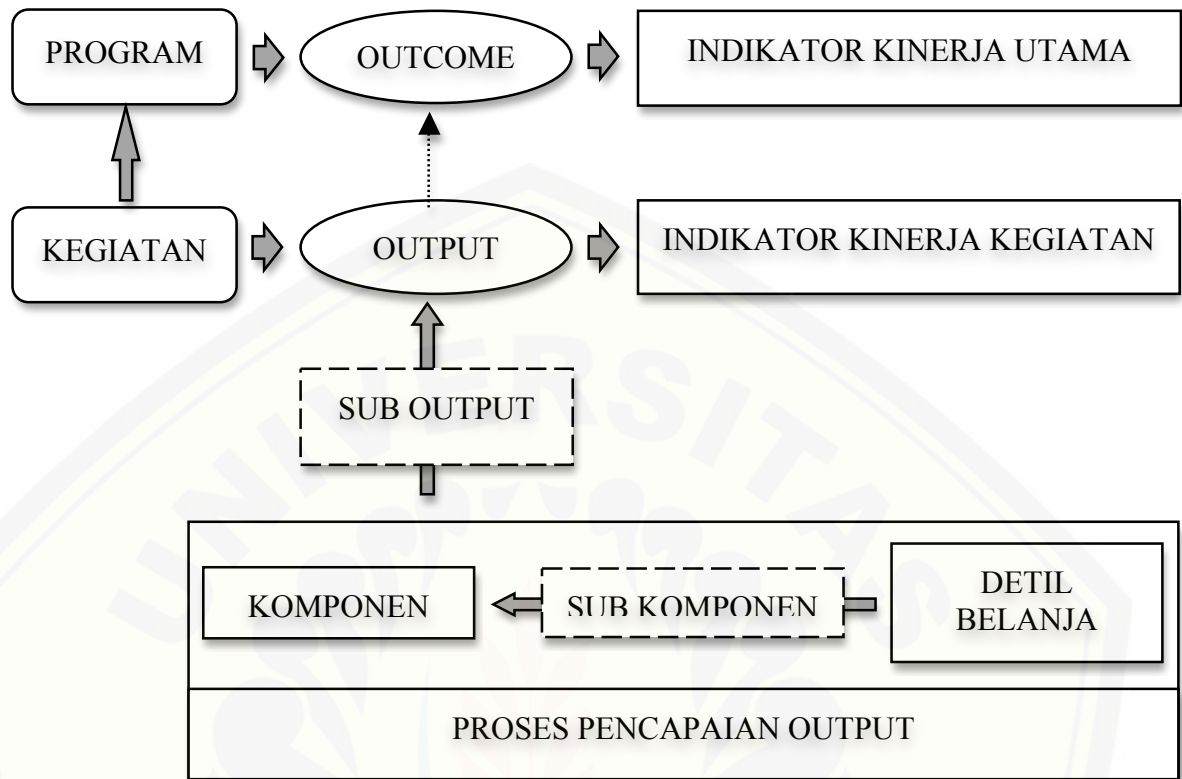 PROGRAM
OUTCOME
INDIKATOR KINERJA UTAMA
KEGIATAN
OUTPUT
INDIKATOR KINERJA KEGIATAN
SUB OUTPUT
UNIVERSITAS
KOMPONEN
SUB KOMPONEN
DETIL
BELANJA
PROSES PENCAPAIAN OUTPUT